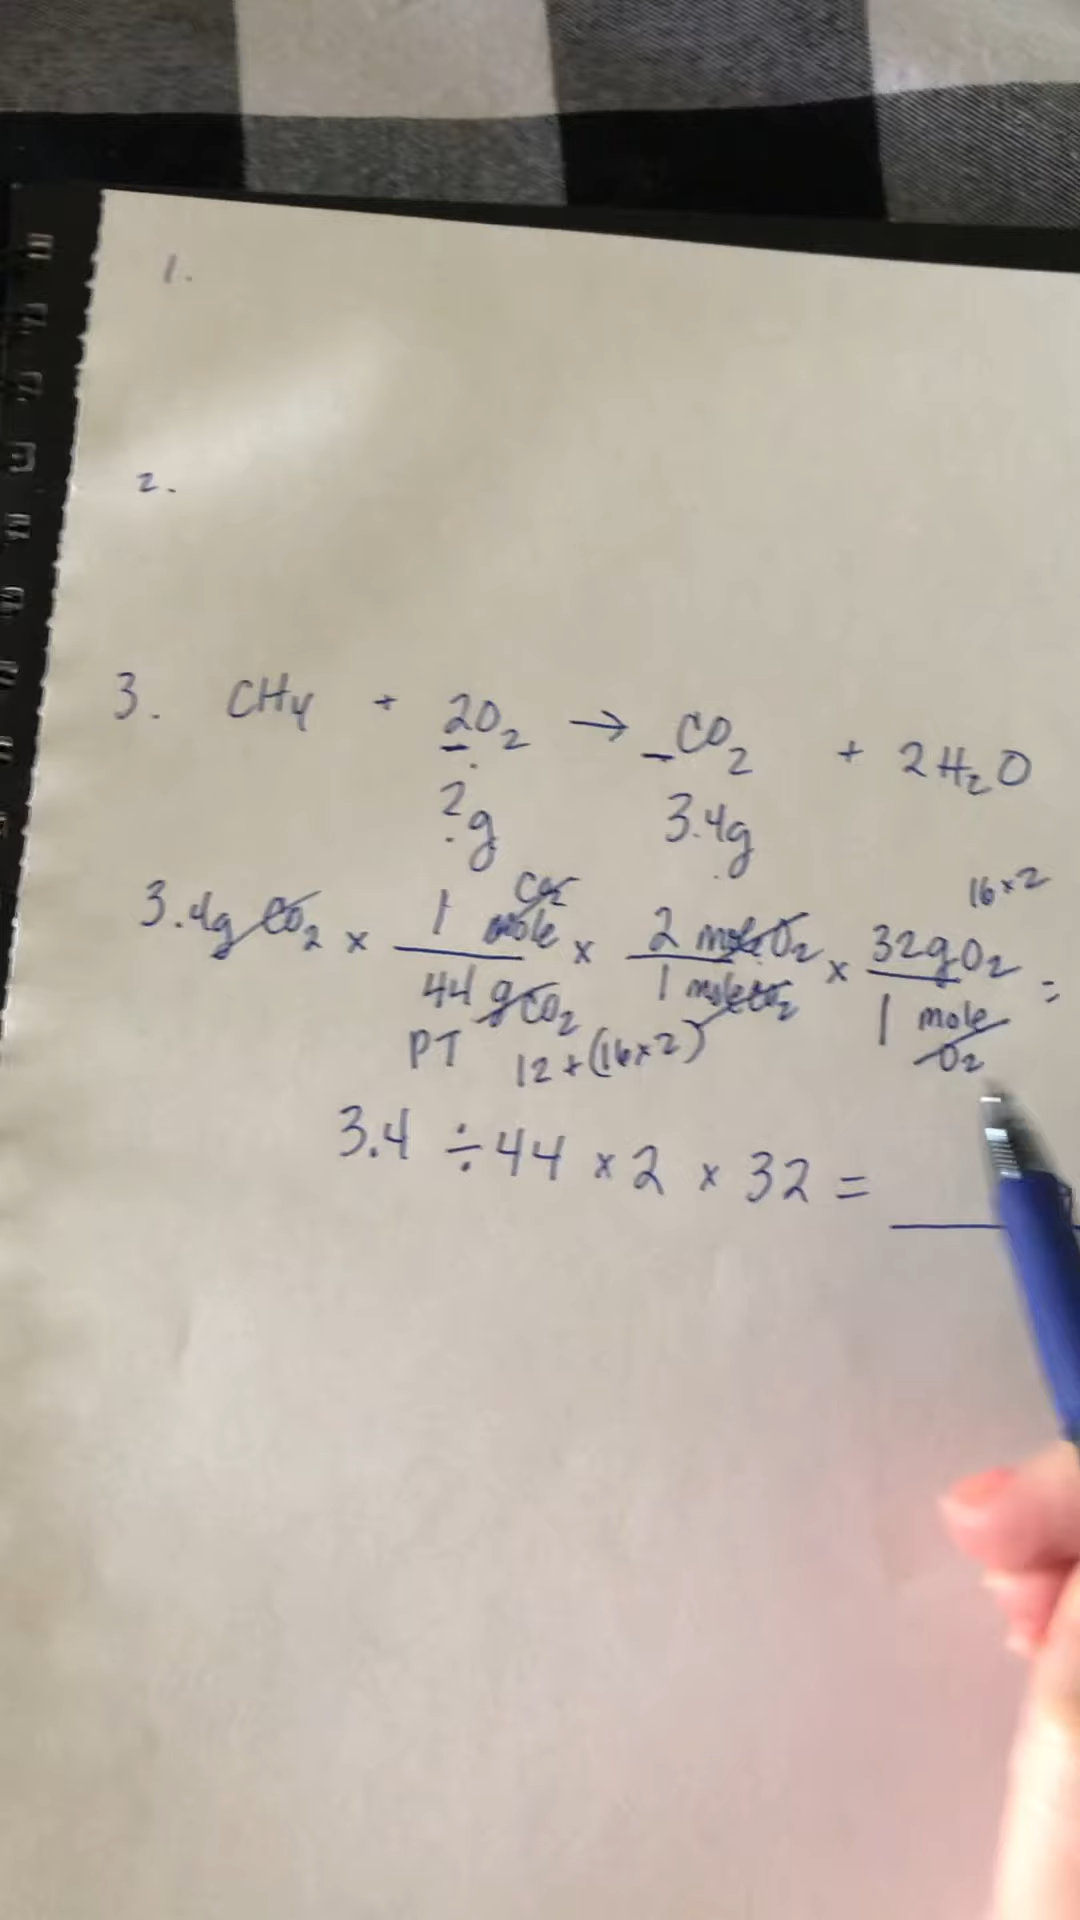 1.
2.
3. CH4 + 2O2 → _CO2 + 2H2O
?g 3.4g
16×2
3.4g CO2 × 1 mole CO2 / 44 g CO2 × 2 mole O2 / 1 mole CO2 × 32g O2 / 1 mole O2 =
PT 12 + (16×2)
3.4 ÷ 44 × 2 × 32 = ____